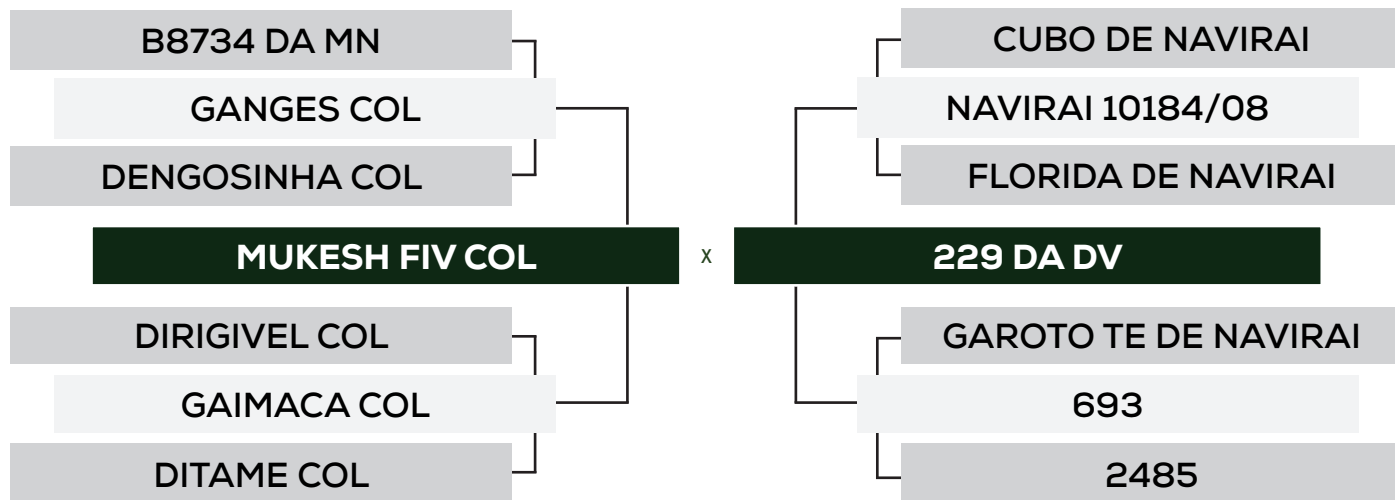 B8734 DA MN
GANGES COL
DENGOSINHA COL
MUKESH FIV COL
DIRIGIVEL COL
GAIMACA COL
DITAME COL
x
CUBO DE NAVIRAI
NAVIRAI 10184/08
FLORIDA DE NAVIRAI
229 DA DV
GAROTO TE DE NAVIRAI
693
2485